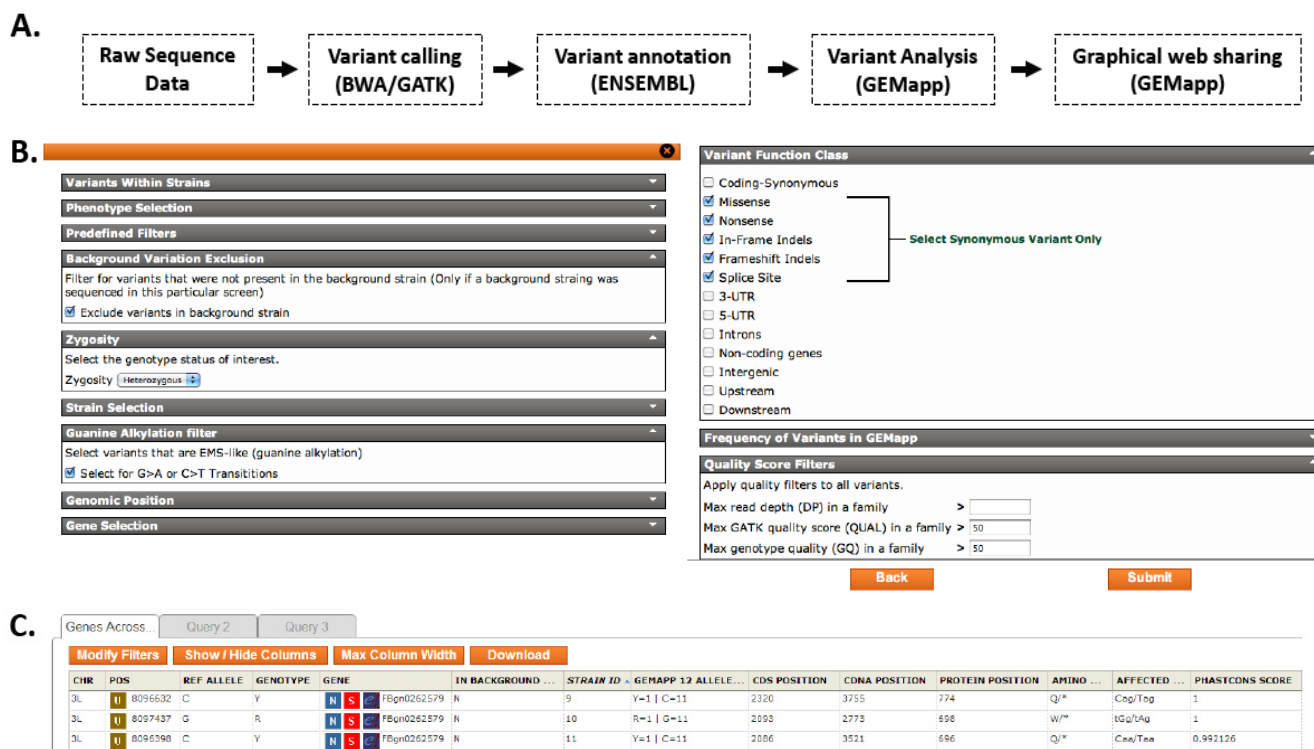 A.
Raw Sequence
Data
Variant calling
(BWA/GATK)
Variant annotation
(ENSEMBL)
Variant Analysis
(GEMapp)
Graphical web sharing
(GEMapp)
B.
Variants Within Strains
Phenotype Selection
Predefined Filters
Background Variation Exclusion
Filter for variants that were not present in the background strain (Only if a background straing was
sequenced in this particular screen)
Exclude variants in background strain
Zygosity
Select the genotype status of interest.
Zygosity Heterozygous
Strain Selection
Guanine Alkylation filter
Select variants that are EMS-like (guanine alkylation)
Select for G>A or C>T Transititions
Genomic Position
Gene Selection
Variant Function Class
Coding-Synonymous
Missense
Nonsense
In-Frame Indels
Frameshift Indels
Splice Site
3-UTR
5-UTR
Introns
Non-coding genes
Intergenic
Upstream
Downstream
Select Synonymous Variant Only
Frequency of Variants in GEMapp
Quality Score Filters
Apply quality filters to all variants.
Max read depth (DP) in a family >
Max GATK quality score (QUAL) in a family > 50
Max genotype quality (GQ) in a family > 50
Back Submit
C.
Genes Across... Query 2 Query 3
Modify Filters Show / Hide Columns Max Column Width Download
CHR POS REF ALLELE GENOTYPE GENE IN BACKGROUND ... STRAIN ID GEMAPP 12 ALLELE... CDS POSITION CDNA POSITION PROTEIN POSITION AMINO ... AFFECTED ... PHASTCONS SCORE
3L U 8096632 C Y N S e FBgn0262579 N 9 Y=1 | C=11 2320 3755 774 Q/* Cag/Tag 1
3L U 8097437 G R N S e FBgn0262579 N 10 R=1 | G=11 2093 2773 698 W/* tGg/tAg 1
3L U 8096398 C Y N S e FBgn0262579 N 11 Y=1 | C=11 2086 3521 696 Q/* Caa/Taa 0.992126